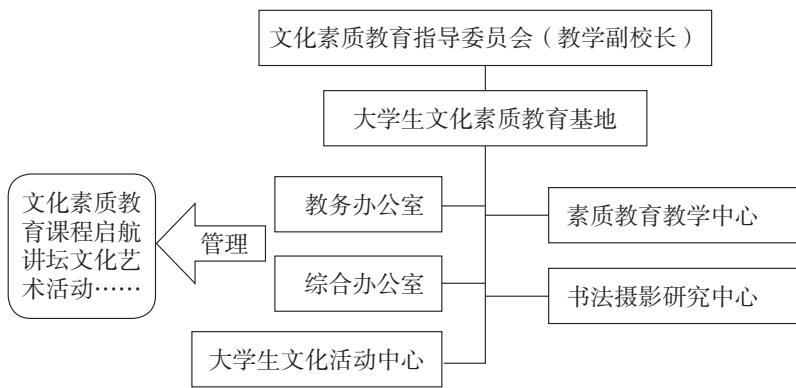 文化素质教育指导委员会（教学副校长）
大学生文化素质教育基地
文化素质教
育课程启航
讲坛文化艺
术活动……
管理
教务办公室
素质教育教学中心
综合办公室
书法摄影研究中心
大学生文化活动中心